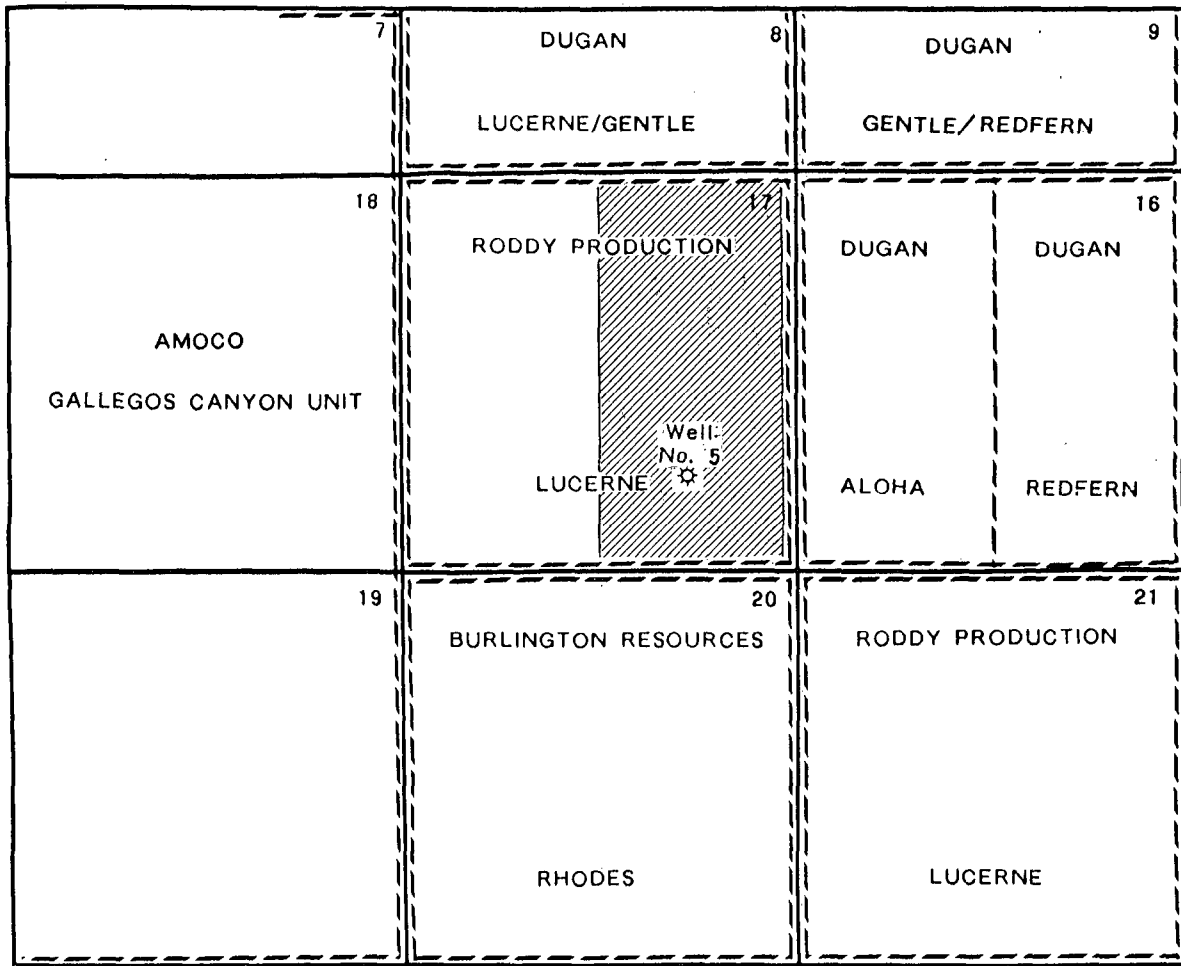 7
DUGAN 8
LUCERNE/GENTLE
DUGAN 9
GENTLE/REDFERN
18
AMOCO
GALLEGOS CANYON UNIT
17
RODDY PRODUCTION
Well
No. 5
LUCERNE
16
DUGAN DUGAN
ALOHA REDFERN
19
20
BURLINGTON RESOURCES
RHODES
21
RODDY PRODUCTION
LUCERNE